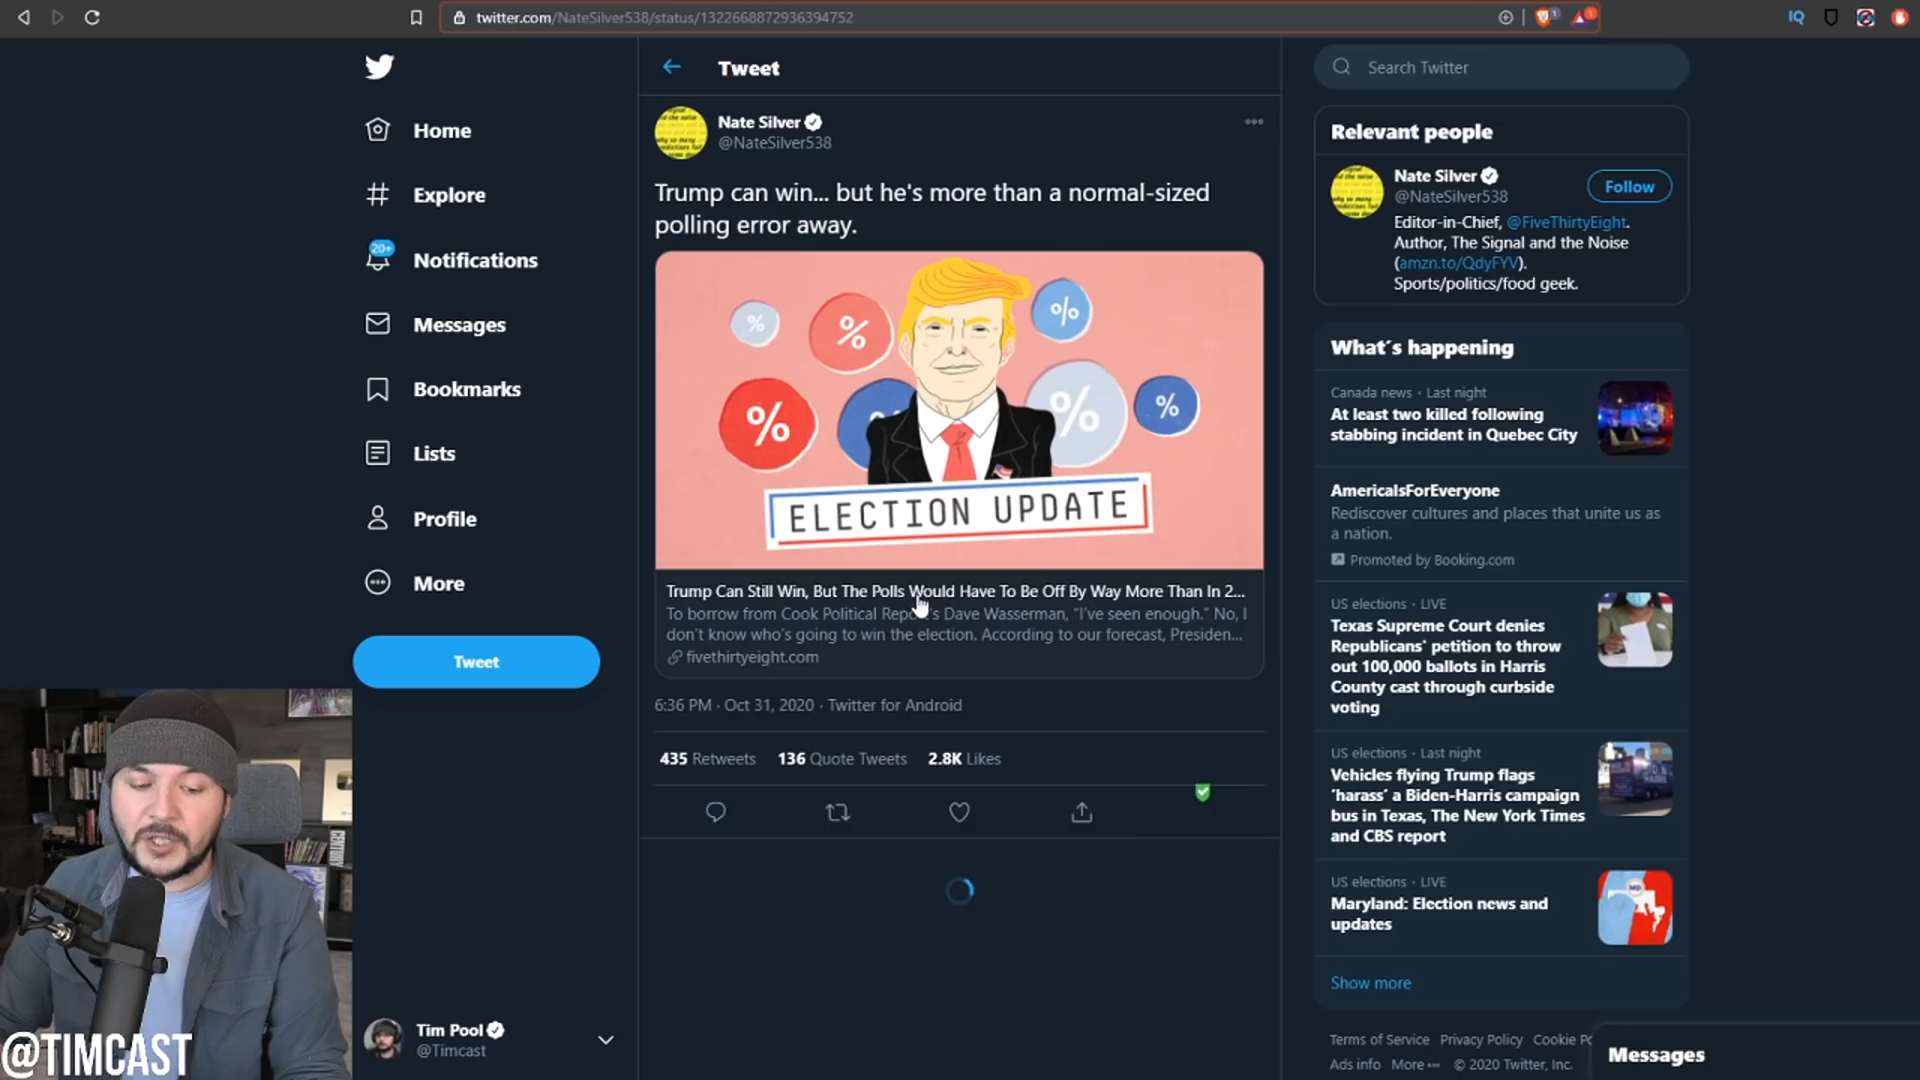 twitter.com/NateSilver538/status/1322668872936394752
1
1
IQ
Home
Explore
20+
Notifications
Messages
Bookmarks
Lists
Profile
More
Tweet
Tim Pool
@Timcast
@TIMCAST
Tweet
Nate Silver
@NateSilver538
Trump can win... but he's more than a normal-sized
polling error away.
% % % % % %
ELECTION UPDATE
Trump Can Still Win, But The Polls Would Have To Be Off By Way More Than In 2...
To borrow from Cook Political Report's Dave Wasserman, "I've seen enough." No, I
don't know who's going to win the election. According to our forecast, Presiden...
fivethirtyeight.com
6:36 PM · Oct 31, 2020 · Twitter for Android
435 Retweets 136 Quote Tweets 2.8K Likes
Search Twitter
Relevant people
Nate Silver
@NateSilver538
Follow
Editor-in-Chief, @FiveThirtyEight.
Author, The Signal and the Noise
(amzn.to/QdyFYV).
Sports/politics/food geek.
What's happening
Canada news · Last night
At least two killed following
stabbing incident in Quebec City
AmericaIsForEveryone
Rediscover cultures and places that unite us as
a nation.
Promoted by Booking.com
US elections · LIVE
Texas Supreme Court denies
Republicans' petition to throw
out 100,000 ballots in Harris
County cast through curbside
voting
US elections · Last night
Vehicles flying Trump flags
'harass' a Biden-Harris campaign
bus in Texas, The New York Times
and CBS report
US elections · LIVE
Maryland: Election news and
updates
MD
Show more
Terms of Service Privacy Policy Cookie
Ads info More ··· © 2020 Twitter, Inc.
Messages